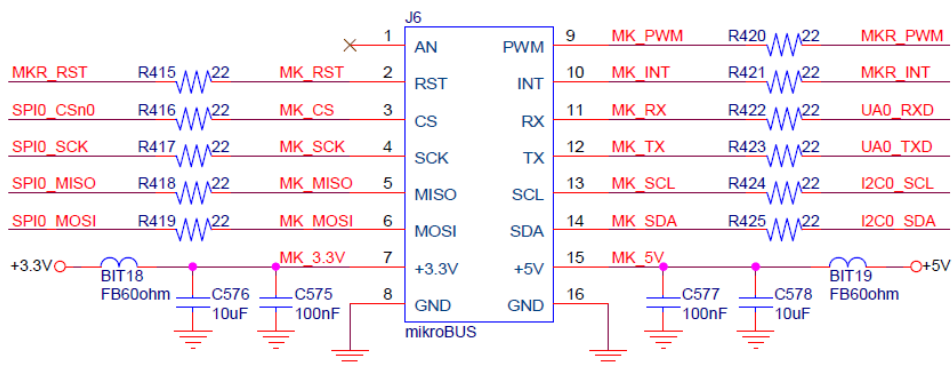 J6
1 AN PWM 9 MK_PWM R420 22 MKR_PWM
MKR_RST R415 22 MK_RST 2 RST INT 10 MK_INT R421 22 MKR_INT
SPI0_CSn0 R416 22 MK_CS 3 CS RX 11 MK_RX R422 22 UA0_RXD
SPI0_SCK R417 22 MK_SCK 4 SCK TX 12 MK_TX R423 22 UA0_TXD
SPI0_MISO R418 22 MK_MISO 5 MISO SCL 13 MK_SCL R424 22 I2C0_SCL
SPI0_MOSI R419 22 MK_MOSI 6 MOSI SDA 14 MK_SDA R425 22 I2C0_SDA
+3.3V MK_3.3V 7 +3.3V +5V 15 MK_5V +5V
BIT18 BIT19
FB60ohm FB60ohm
C576 C575 8 GND GND 16 C577 C578
10uF 100nF 100nF 10uF
mikroBUS